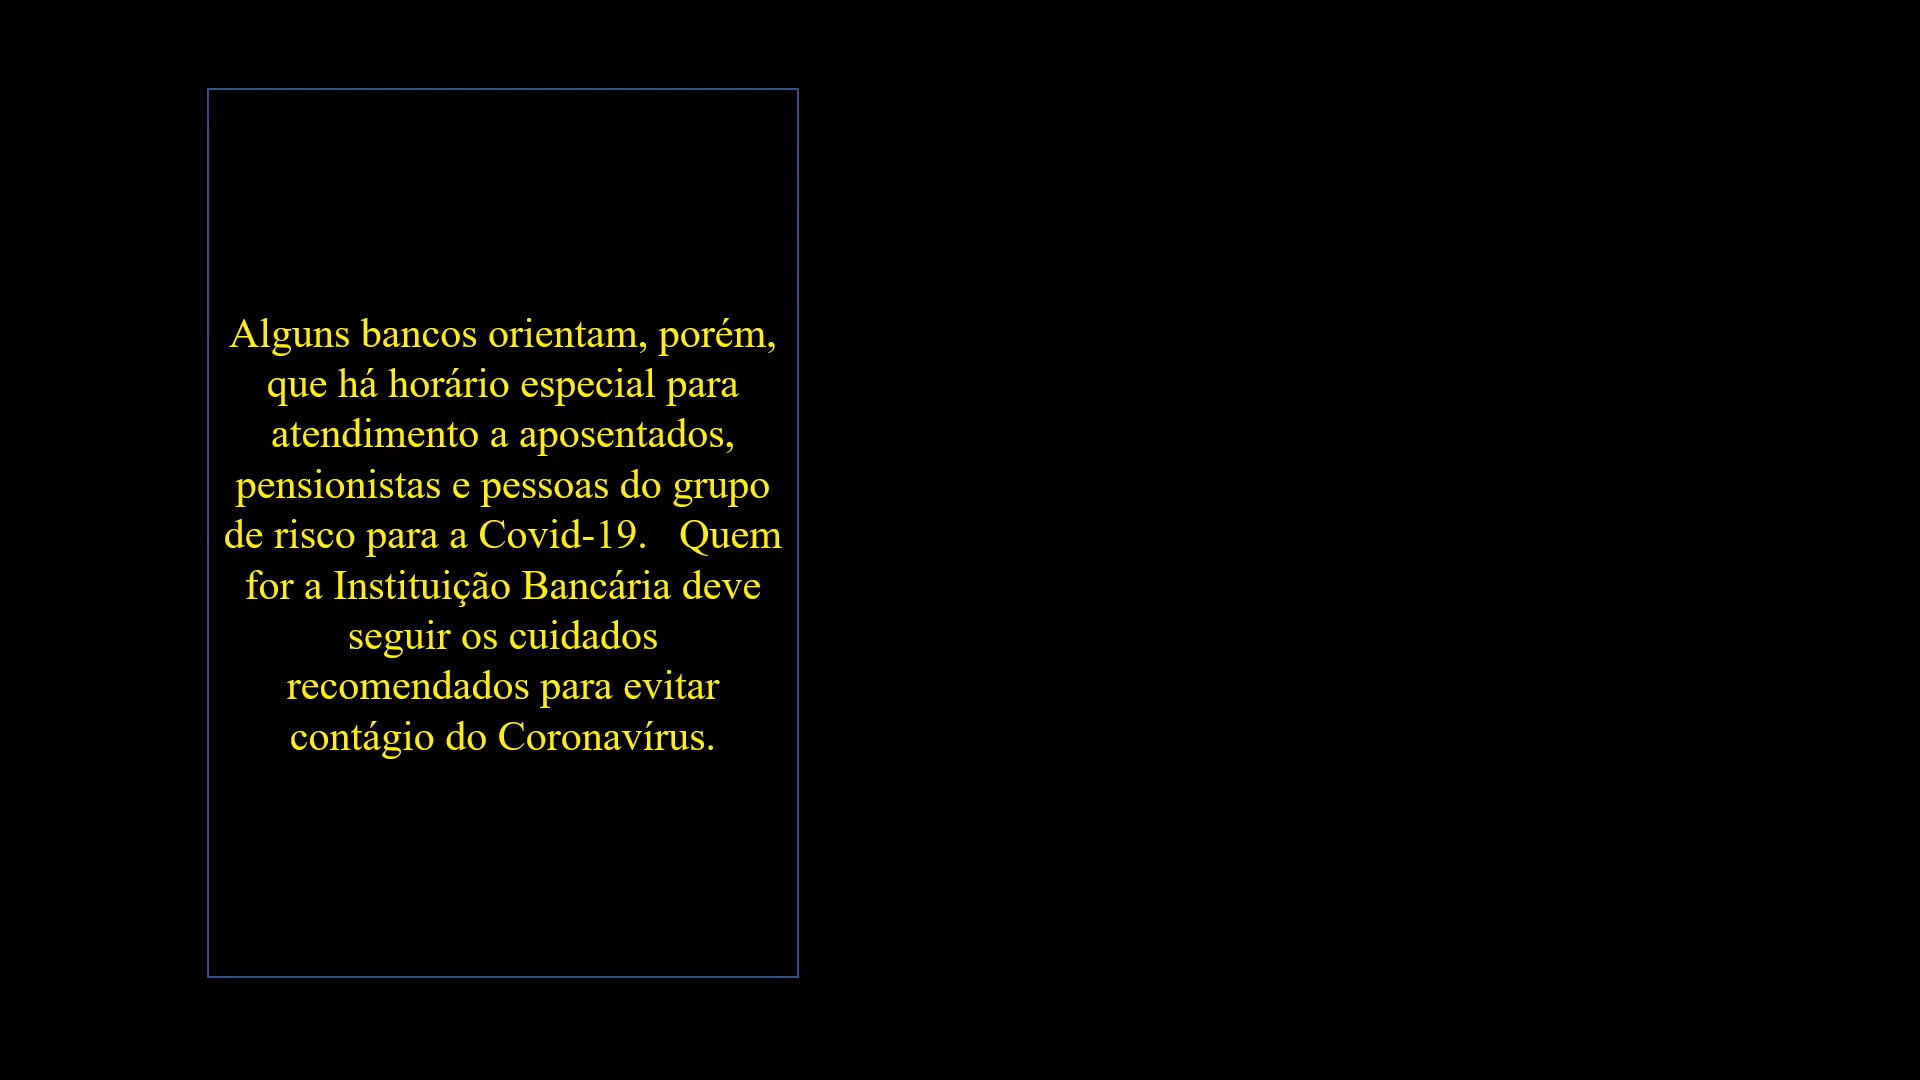 Alguns bancos orientam, porém,
que há horário especial para
atendimento a aposentados,
pensionistas e pessoas do grupo
de risco para a Covid-19.   Quem
for a Instituição Bancária deve
seguir os cuidados
recomendados para evitar
contágio do Coronavírus.